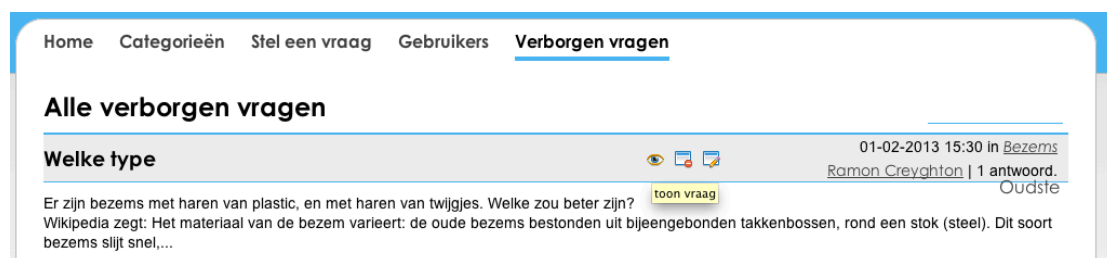 Home Categorieën Stel een vraag Gebruikers Verborgen vragen
Alle verborgen vragen
Welke type
01-02-2013 15:30 in Bezems
Ramon Creyghton | 1 antwoord.
toon vraag
Oudste
Er zijn bezems met haren van plastic, en met haren van twijgjes. Welke zou beter zijn?
Wikipedia zegt: Het materiaal van de bezem varieert: de oude bezems bestonden uit bijeengebonden takkenbossen, rond een stok (steel). Dit soort
bezems slijt snel,...